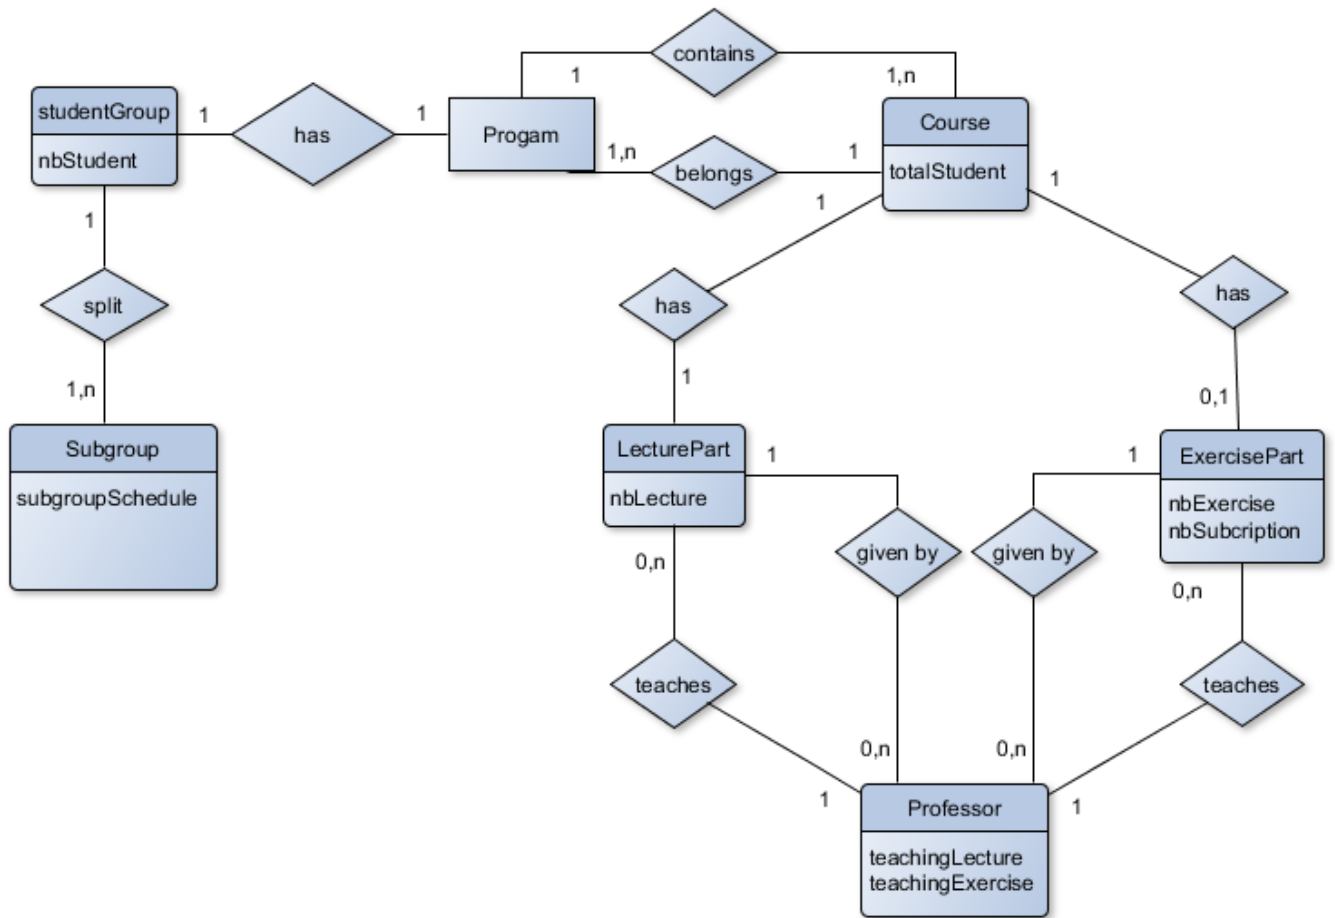 contains
1
1,n
studentGroup
nbStudent
1
has
1
Progam
1,n
belongs
1
Course
totalStudent
1
1
1
split
1,n
Subgroup
subgroupSchedule
has
1
has
0,1
LecturePart
nbLecture
1
1
ExercisePart
nbExercise
nbSubcription
given by
given by
0,n
0,n
teaches
teaches
0,n
0,n
1
1
Professor
teachingLecture
teachingExercise